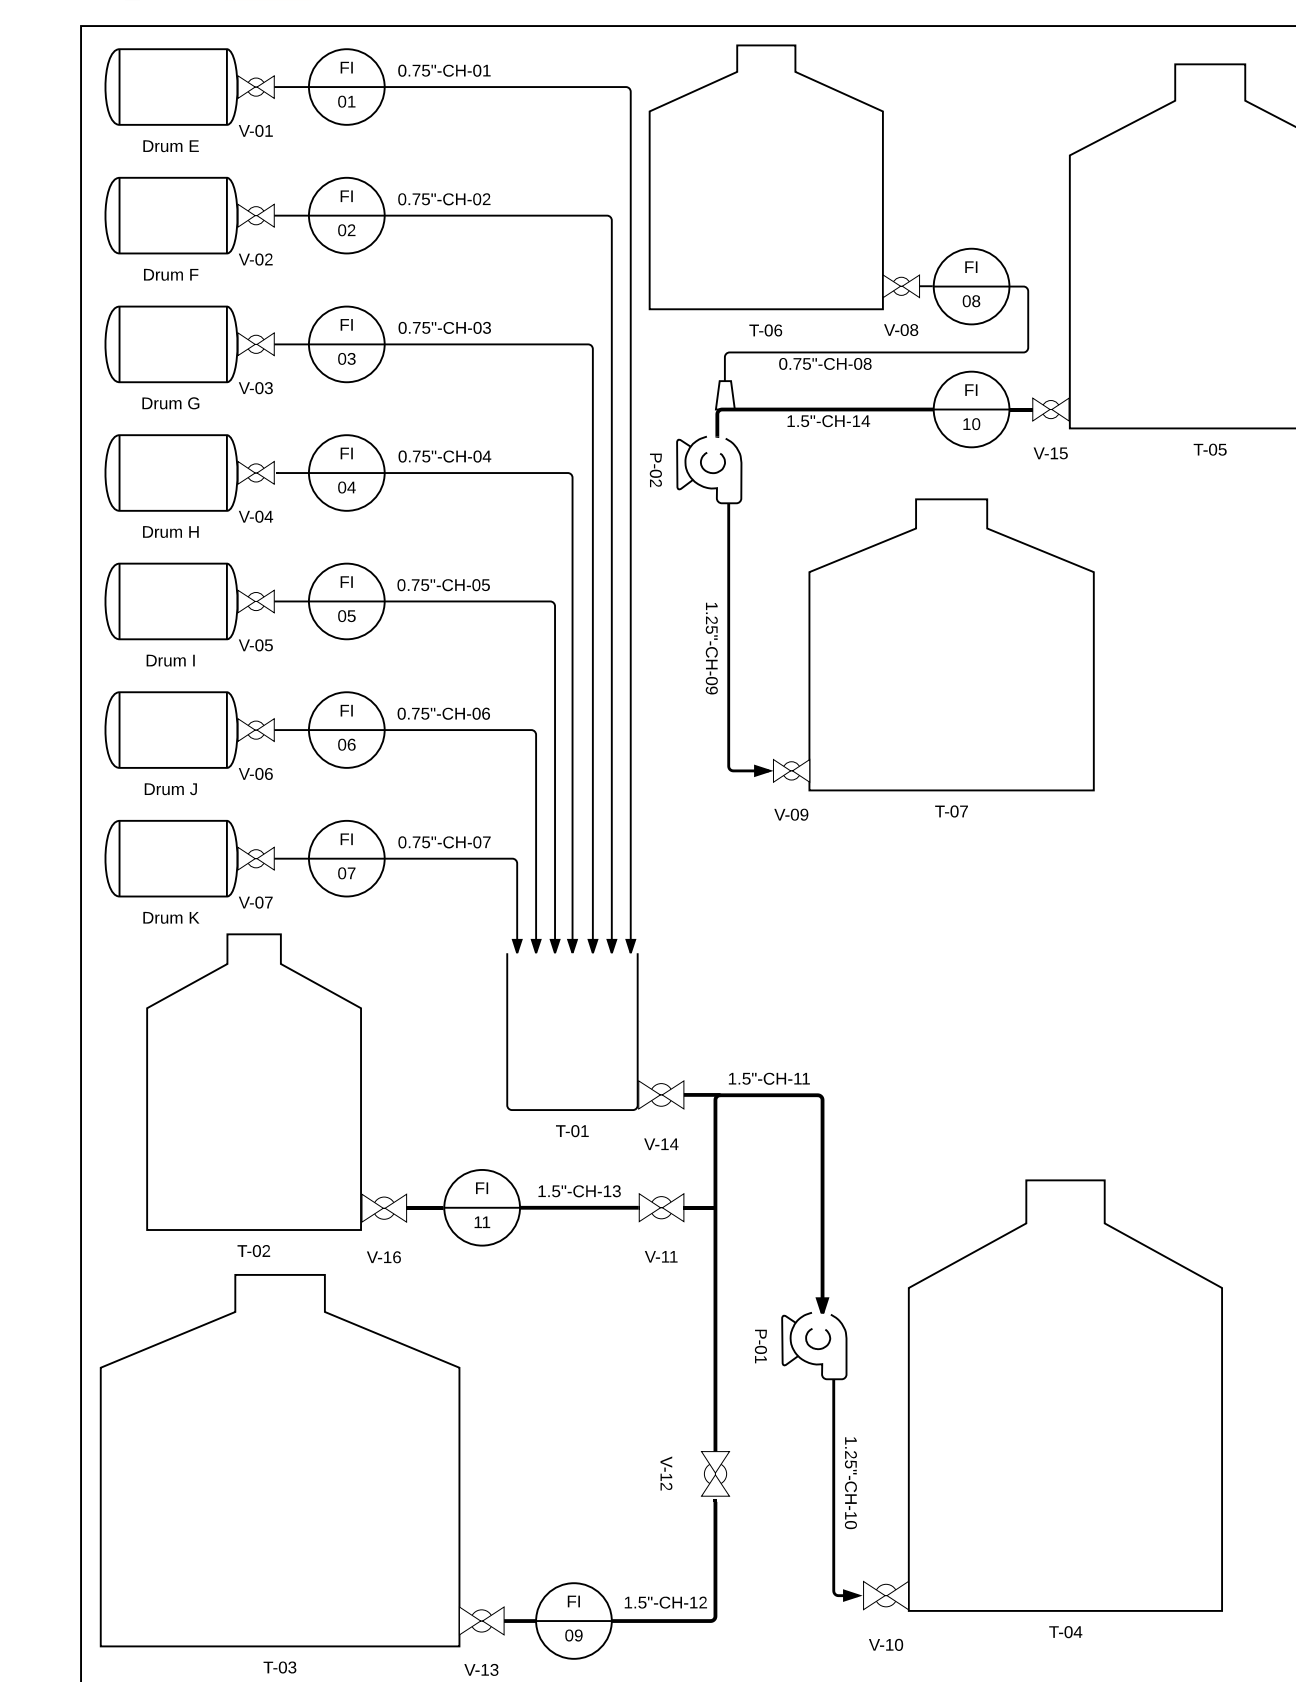 FI
01
0.75"-CH-01
V-01
Drum E
FI
02
0.75"-CH-02
V-02
Drum F
FI
03
0.75"-CH-03
V-03
Drum G
FI
04
0.75"-CH-04
V-04
Drum H
FI
05
0.75"-CH-05
V-05
Drum I
FI
06
0.75"-CH-06
V-06
Drum J
FI
07
0.75"-CH-07
V-07
Drum K
T-06
V-08
FI
08
0.75"-CH-08
1.5"-CH-14
FI
10
V-15
T-05
P-02
1.25"-CH-09
V-09
T-07
T-01
V-14
1.5"-CH-11
T-02
V-16
FI
11
1.5"-CH-13
V-11
P-01
V-12
1.25"-CH-10
V-10
T-04
T-03
V-13
FI
09
1.5"-CH-12